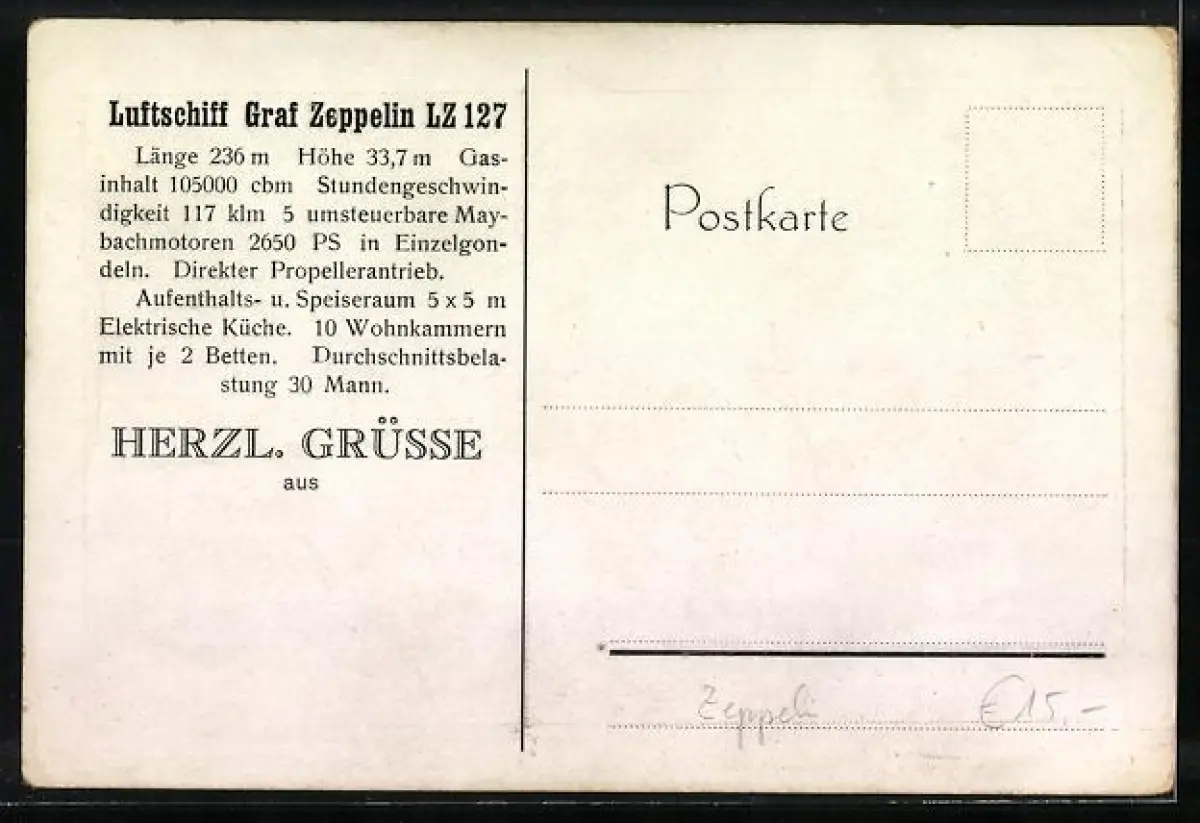 Luftschiff Graf Zeppelin LZ 127
Länge 236 m Höhe 33,7 m Gas-
inhalt 105000 cbm Stundengeschwin-
digkeit 117 klm 5 umsteuerbare May-
bachmotoren 2650 PS in Einzelgon-
deln. Direkter Propellerantrieb.
Aufenthalts- u. Speiseraum 5 x 5 m
Elektrische Küche. 10 Wohnkammern
mit je 2 Betten. Durchschnittsbela-
stung 30 Mann.
HERZL. GRÜSSE
aus
Postkarte
Zeppelin €15,-